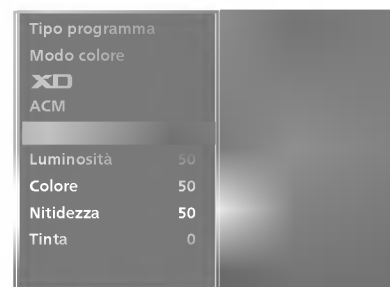 Tipo programma
Modo colore
XD
ACM
Luminosità 50
Colore 50
Nitidezza 50
Tinta 0